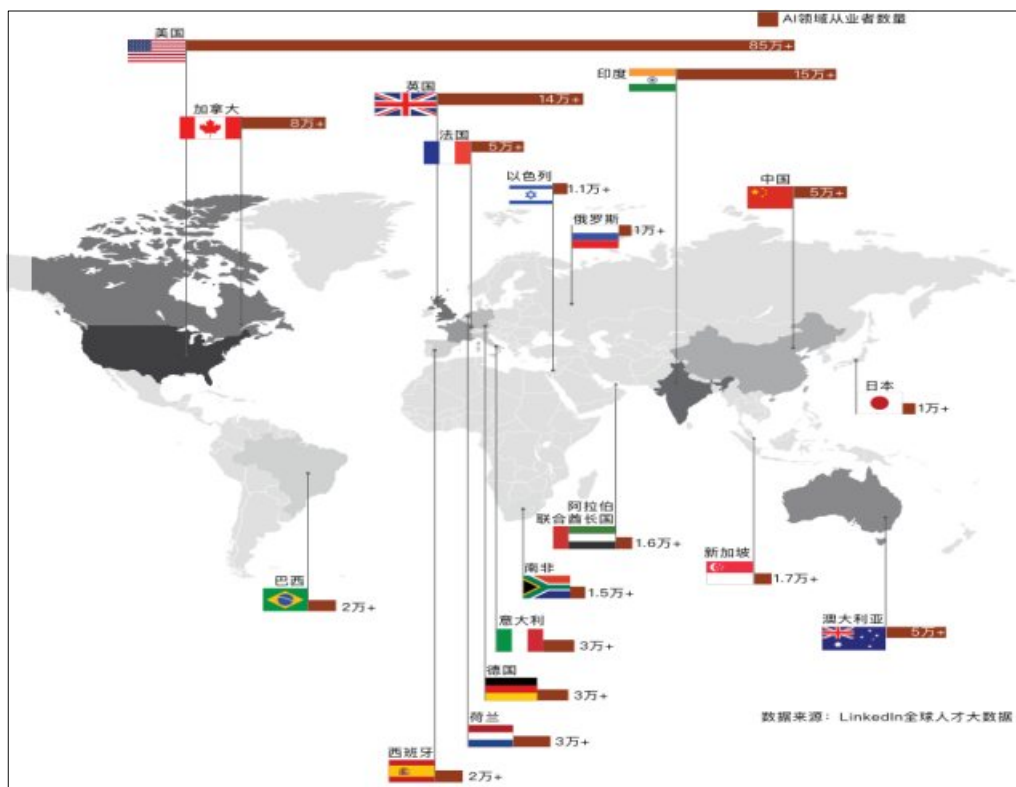 AI领域从业者数量
美国
85万+
印度
15万+
英国
14万+
加拿大
8万+
法国
5万+
以色列
1.1万+
中国
5万+
俄罗斯
1万+
日本
1万+
阿拉伯
联合酋长国
1.6万+
新加坡
1.7万+
南非
1.5万+
巴西
2万+
意大利
3万+
澳大利亚
5万+
德国
3万+
荷兰
3万+
数据来源：LinkedIn全球人才大数据
西班牙
2万+